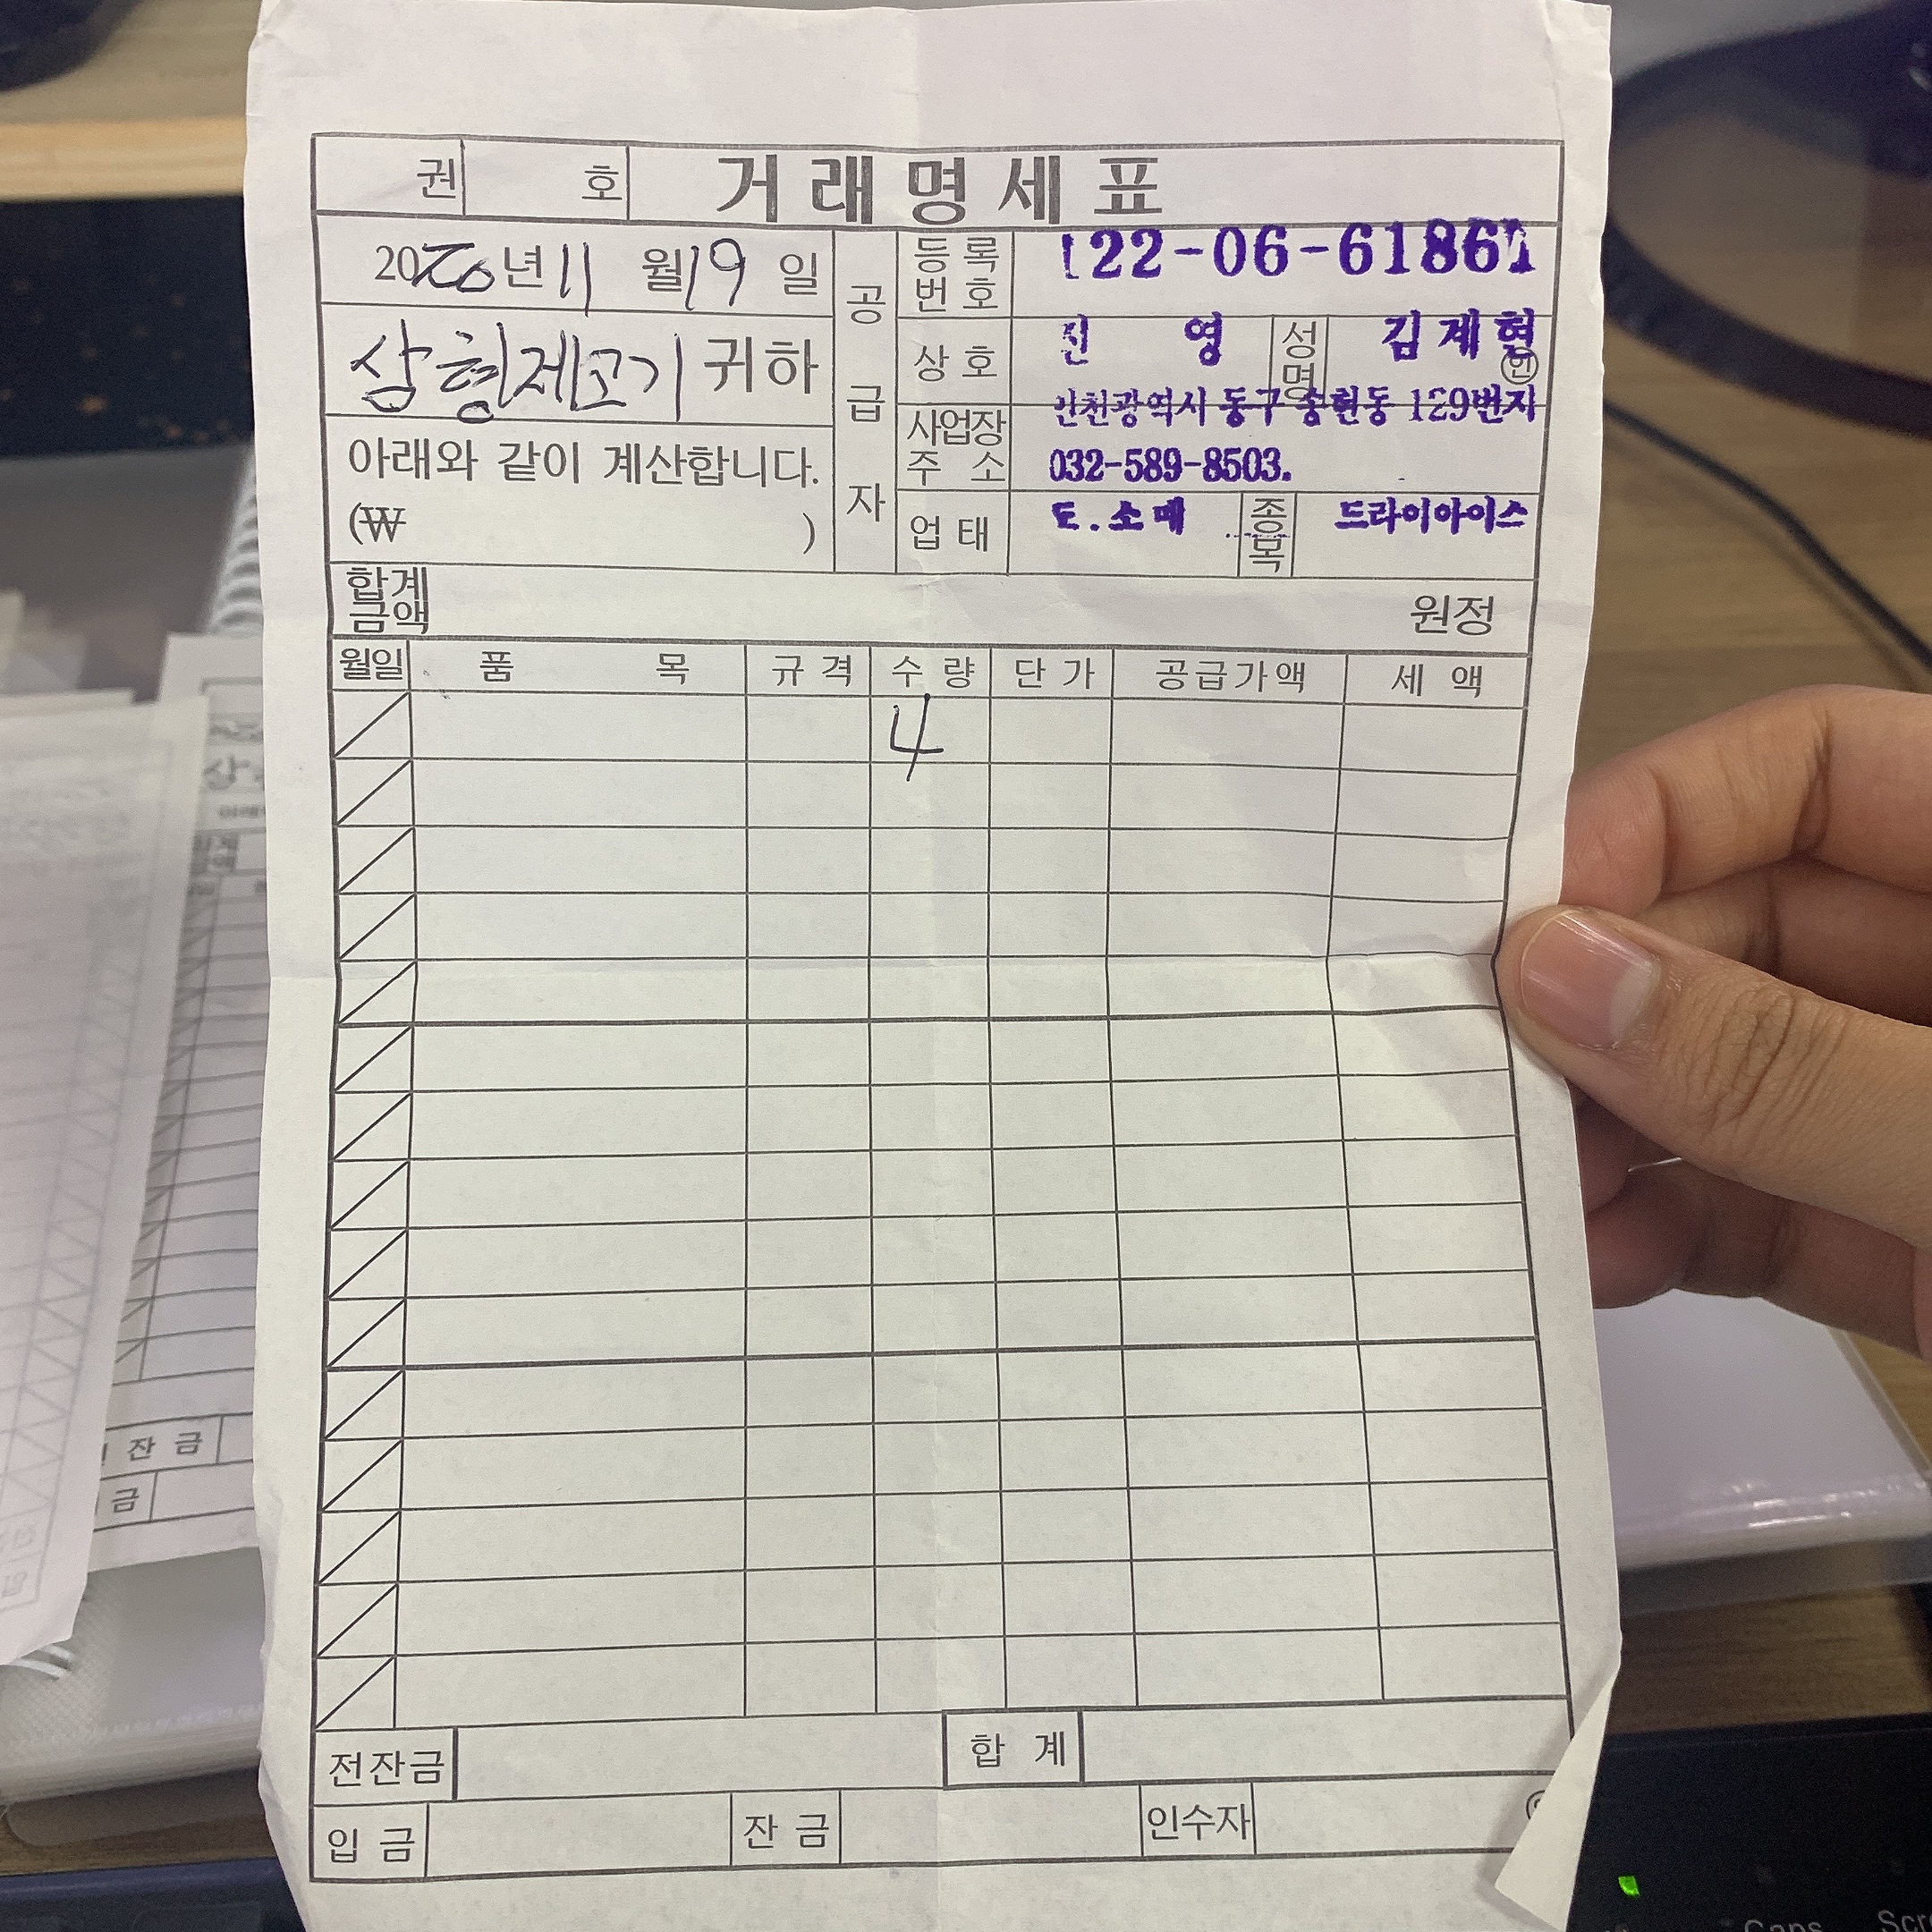 권 호 거래명세표
2020년 11월 19일
삼형제고기 귀하
아래와 같이 계산합니다.
(₩ )
공급자
등록번호 122-06-61861
상호 진영 성명 김계현 ㊞
사업장주소 인천광역시 동구 송현동 129번지
032-589-8503.
업태 도.소매 종목 드라이아이스
합계금액 원정
월일 품목 규격 수량 단가 공급가액 세액
4
전잔금 합계
입금 잔금 인수자
잔금
금
Caps Scr